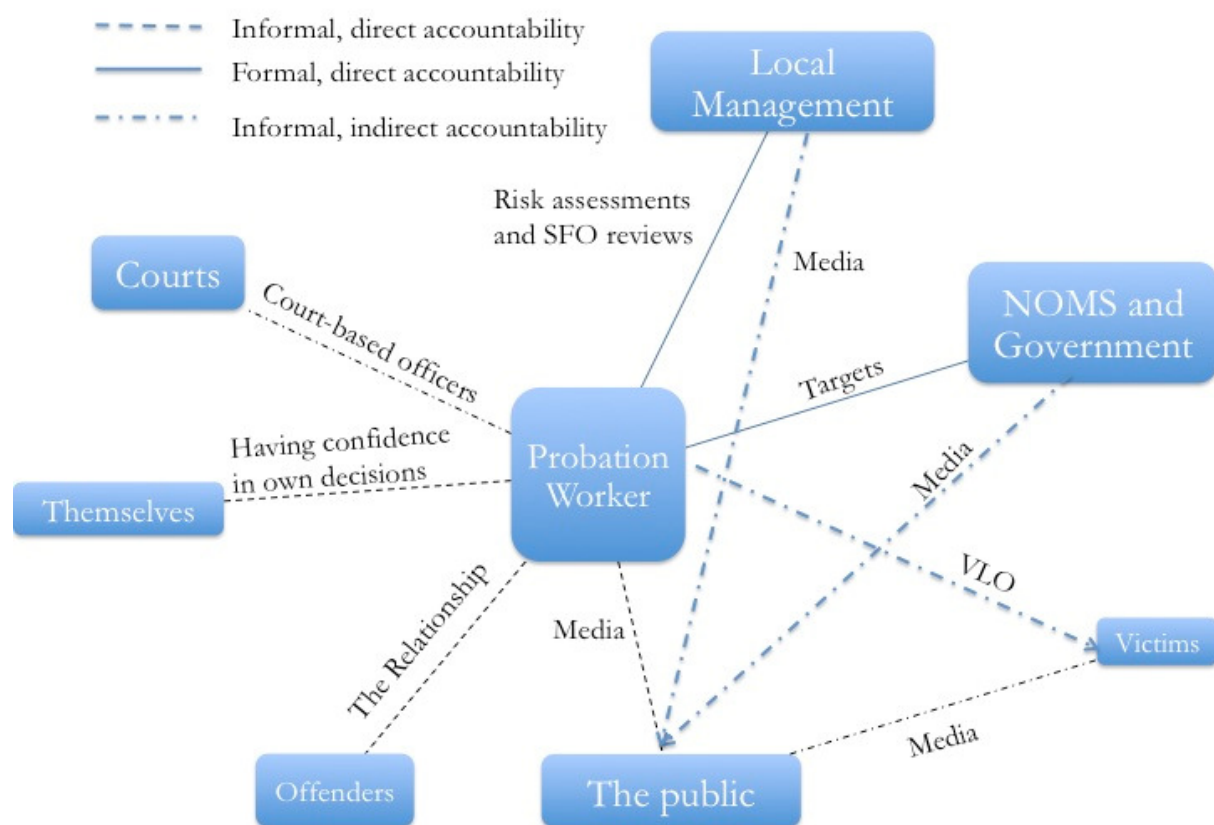 Informal, direct accountability
Formal, direct accountability
Informal, indirect accountability
Local
Management
Risk assessments
and SFO reviews
Media
Courts
Court-based officers
NOMS and
Government
Targets
Having confidence
in own decisions
Probation
Worker
Media
Themselves
VLO
The Relationship
Media
Victims
Media
Offenders
The public